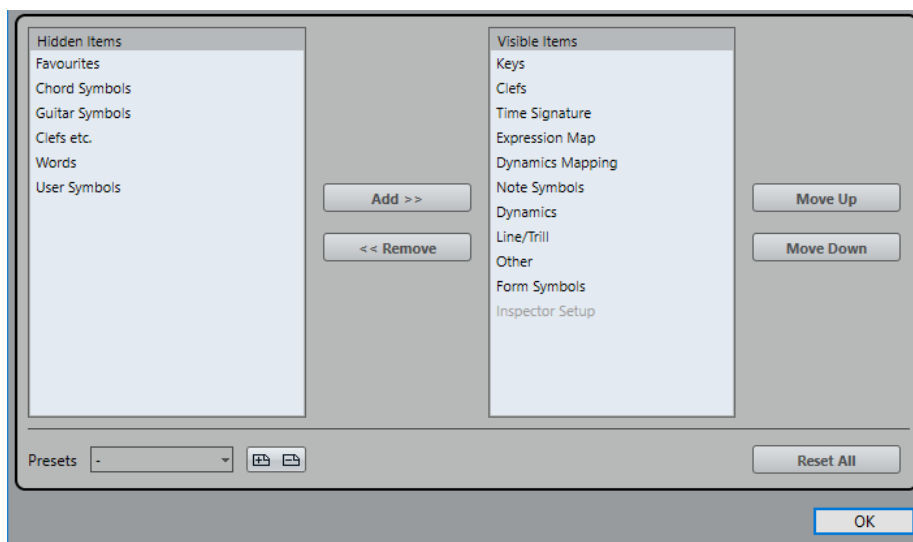 Hidden Items
Favourites
Chord Symbols
Guitar Symbols
Clefs etc.
Words
User Symbols
Add >>
<< Remove
Visible Items
Keys
Clefs
Time Signature
Expression Map
Dynamics Mapping
Note Symbols
Dynamics
Line/Trill
Other
Form Symbols
Inspector Setup
Move Up
Move Down
Presets -
Reset All
OK